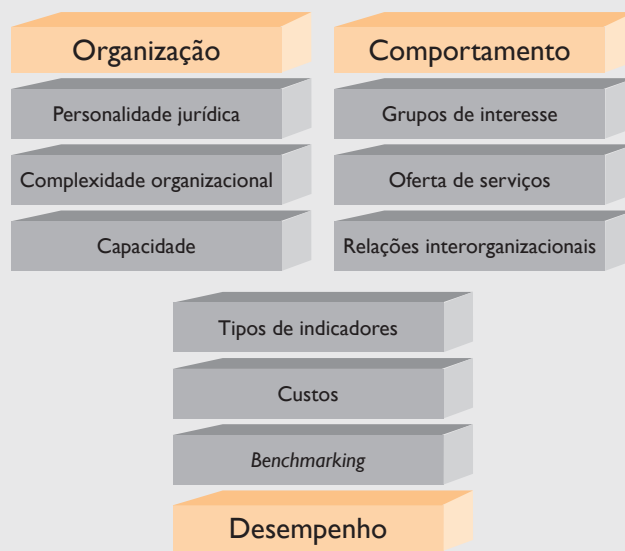 Organização
Personalidade jurídica
Complexidade organizacional
Capacidade
Comportamento
Grupos de interesse
Oferta de serviços
Relações interorganizacionais
Tipos de indicadores
Custos
Benchmarking
Desempenho